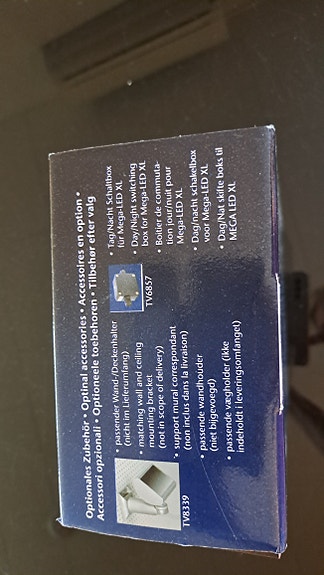 Optionales Zubehör • Optinal accessories • Accessoires en option •
Accessori opzionali • Optioneele toebehoren • Tilbehør efter valg
TV8339
• passender Wand-/Deckenhalter
(nicht im Lieferumfang)
• matching wall and ceiling
mounting bracket
(not in scope of delivery)
• support mural correspondant
(non inclus dans la livraison)
• passende wandhouder
(niet bijgevoegd)
• passende vægholder (ikke
indeholdt i leveringsomfanget)
TV6857
• Tag/Nacht Schaltbox
für Mega-LED XL
• Day/Night switching
box for Mega-LED XL
• Boitier de commuta-
tion jour/nuit pour
Mega-LED XL
• Dag/nacht schakelbox
voor Mega-LED XL
• Dag/Nat skifte boks til
MEGA LED XL